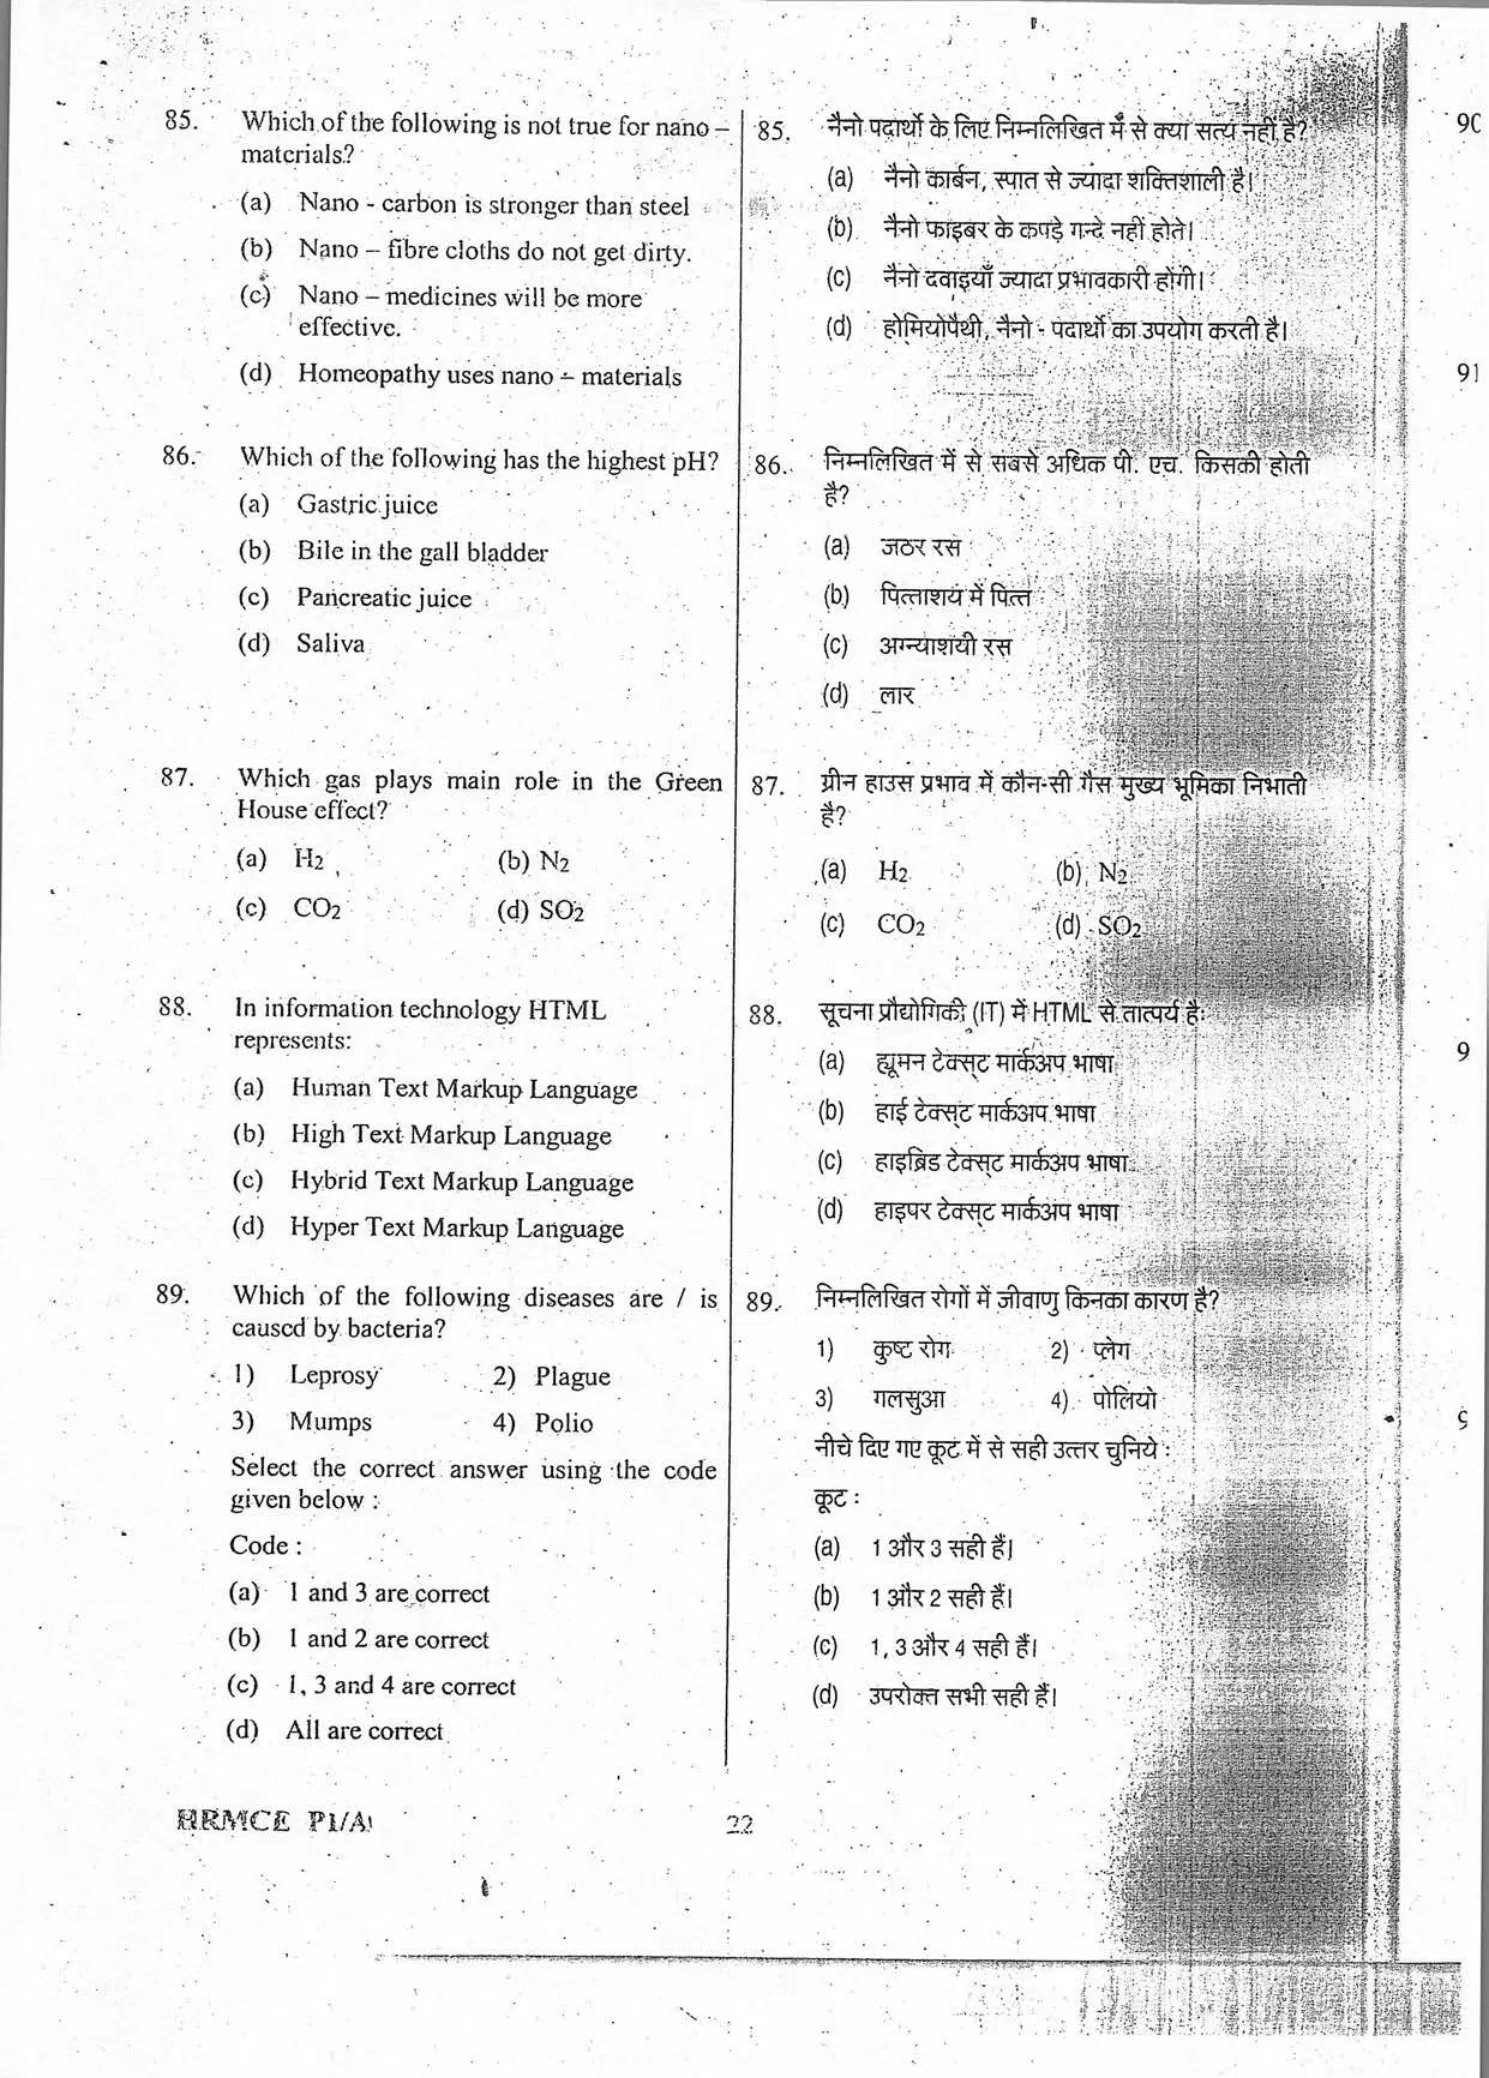 85. Which of the following is not true for nano –
materials?
(a) Nano - carbon is stronger than steel
(b) Nano – fibre cloths do not get dirty.
(c) Nano – medicines will be more
effective.
(d) Homeopathy uses nano – materials
86. Which of the following has the highest pH?
(a) Gastric juice
(b) Bile in the gall bladder
(c) Pancreatic juice
(d) Saliva
87. Which gas plays main role in the Green
House effect?
(a) H2 (b) N2
(c) CO2 (d) SO2
88. In information technology HTML
represents:
(a) Human Text Markup Language
(b) High Text Markup Language
(c) Hybrid Text Markup Language
(d) Hyper Text Markup Language
89. Which of the following diseases are / is
caused by bacteria?
1) Leprosy 2) Plague
3) Mumps 4) Polio
Select the correct answer using the code
given below :
Code :
(a) 1 and 3 are correct
(b) 1 and 2 are correct
(c) 1, 3 and 4 are correct
(d) All are correct
85. नैनो पदार्थो के लिए निम्नलिखित में से क्या सत्य नहीं है?
(a) नैनो कार्बन, स्पात से ज्यादा शक्तिशाली है।
(b) नैनो फाइबर के कपड़े गन्दे नहीं होते।
(c) नैनो दवाइयाँ ज्यादा प्रभावकारी होंगी।
(d) होमियोपैथी, नैनो - पदार्थो का उपयोग करती है।
86. निम्नलिखित में से सबसे अधिक पी. एच. किसकी होती
है?
(a) जठर रस
(b) पित्ताशय में पित्त
(c) अग्न्याशयी रस
(d) लार
87. ग्रीन हाउस प्रभाव में कौन-सी गैस मुख्य भूमिका निभाती
है?
(a) H2 (b) N2
(c) CO2 (d) SO2
88. सूचना प्रौद्योगिकी (IT) में HTML से तात्पर्य है:
(a) ह्यूमन टेक्स्ट मार्कअप भाषा
(b) हाई टेक्स्ट मार्कअप भाषा
(c) हाइब्रिड टेक्स्ट मार्कअप भाषा
(d) हाइपर टेक्स्ट मार्कअप भाषा
89. निम्नलिखित रोगों में जीवाणु किनका कारण है?
1) कुष्ट रोग 2) प्लेग
3) गलसुआ 4) पोलियो
नीचे दिए गए कूट में से सही उत्तर चुनिये :
कूट :
(a) 1 और 3 सही हैं।
(b) 1 और 2 सही हैं।
(c) 1, 3 और 4 सही हैं।
(d) उपरोक्त सभी सही हैं।
90
91
9
HRMCE P1/A
22